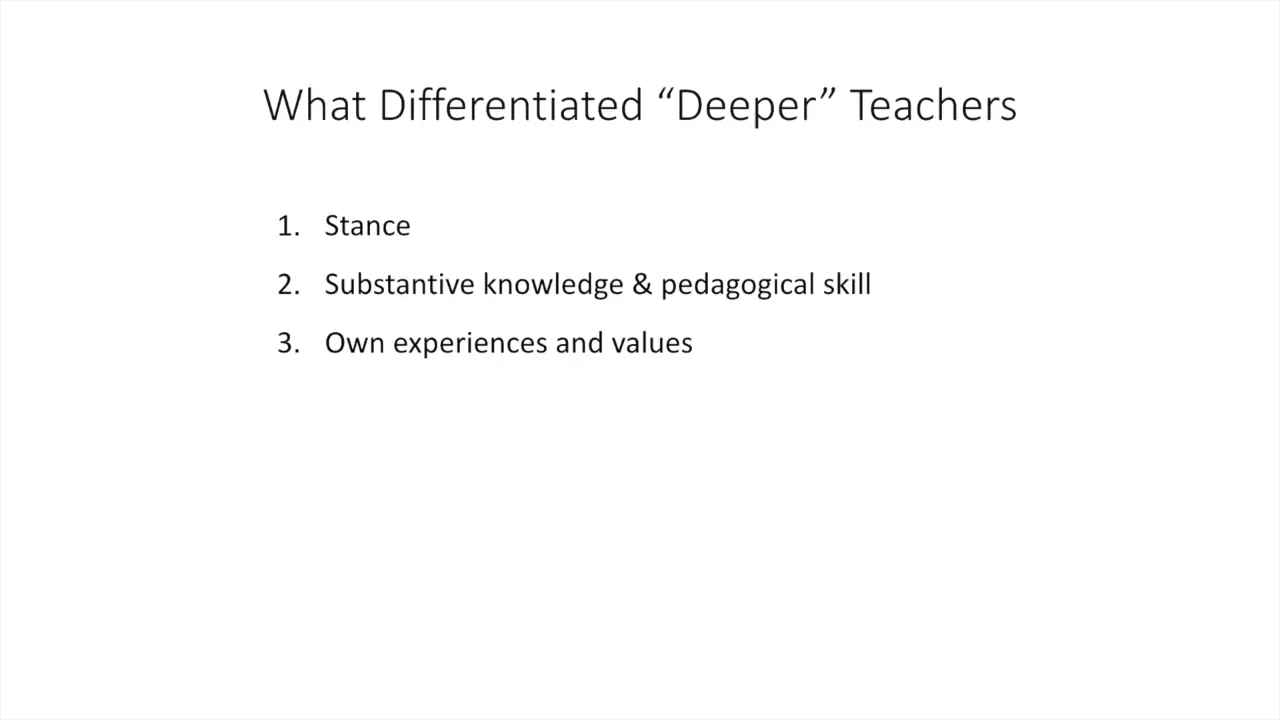 What Differentiated “Deeper” Teachers
1. Stance
2. Substantive knowledge & pedagogical skill
3. Own experiences and values